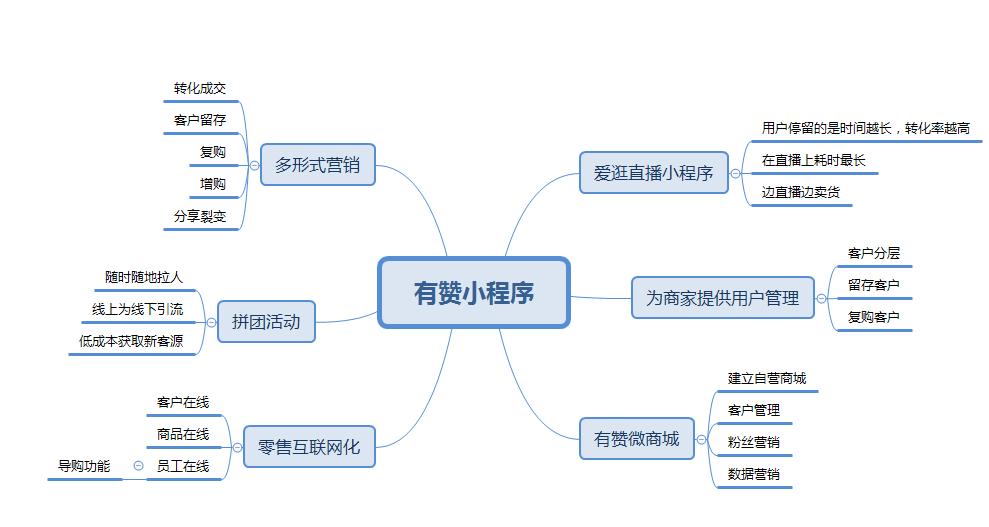 有赞小程序
多形式营销
转化成交
客户留存
复购
增购
分享裂变
拼团活动
随时随地拉人
线上为线下引流
低成本获取新客源
零售互联网化
客户在线
商品在线
员工在线
导购功能
爱逛直播小程序
用户停留的是时间越长，转化率越高
在直播上耗时最长
边直播边卖货
为商家提供用户管理
客户分层
留存客户
复购客户
有赞微商城
建立自营商城
客户管理
粉丝营销
数据营销